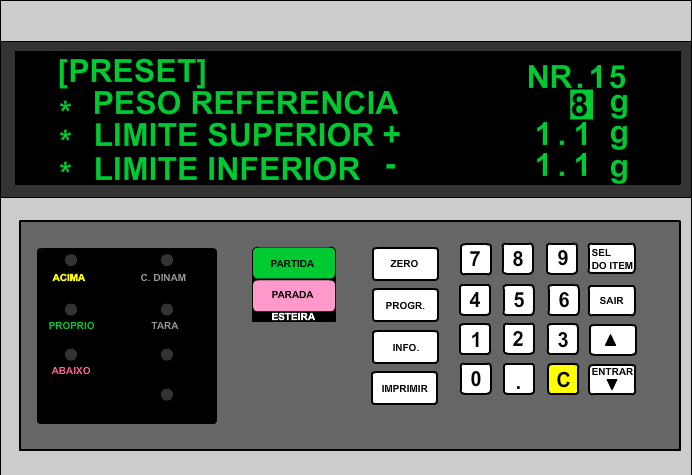 [PRESET] NR.15
* PESO REFERENCIA 8 g
* LIMITE SUPERIOR + 1.1 g
* LIMITE INFERIOR - 1.1 g
ACIMA C. DINAM
PROPRIO TARA
ABAIXO
PARTIDA
PARADA
ESTEIRA
ZERO
PROGR.
INFO.
IMPRIMIR
7 8 9 SEL
DO ITEM
4 5 6 SAIR
1 2 3 ▲
0 . C ENTRAR
▼